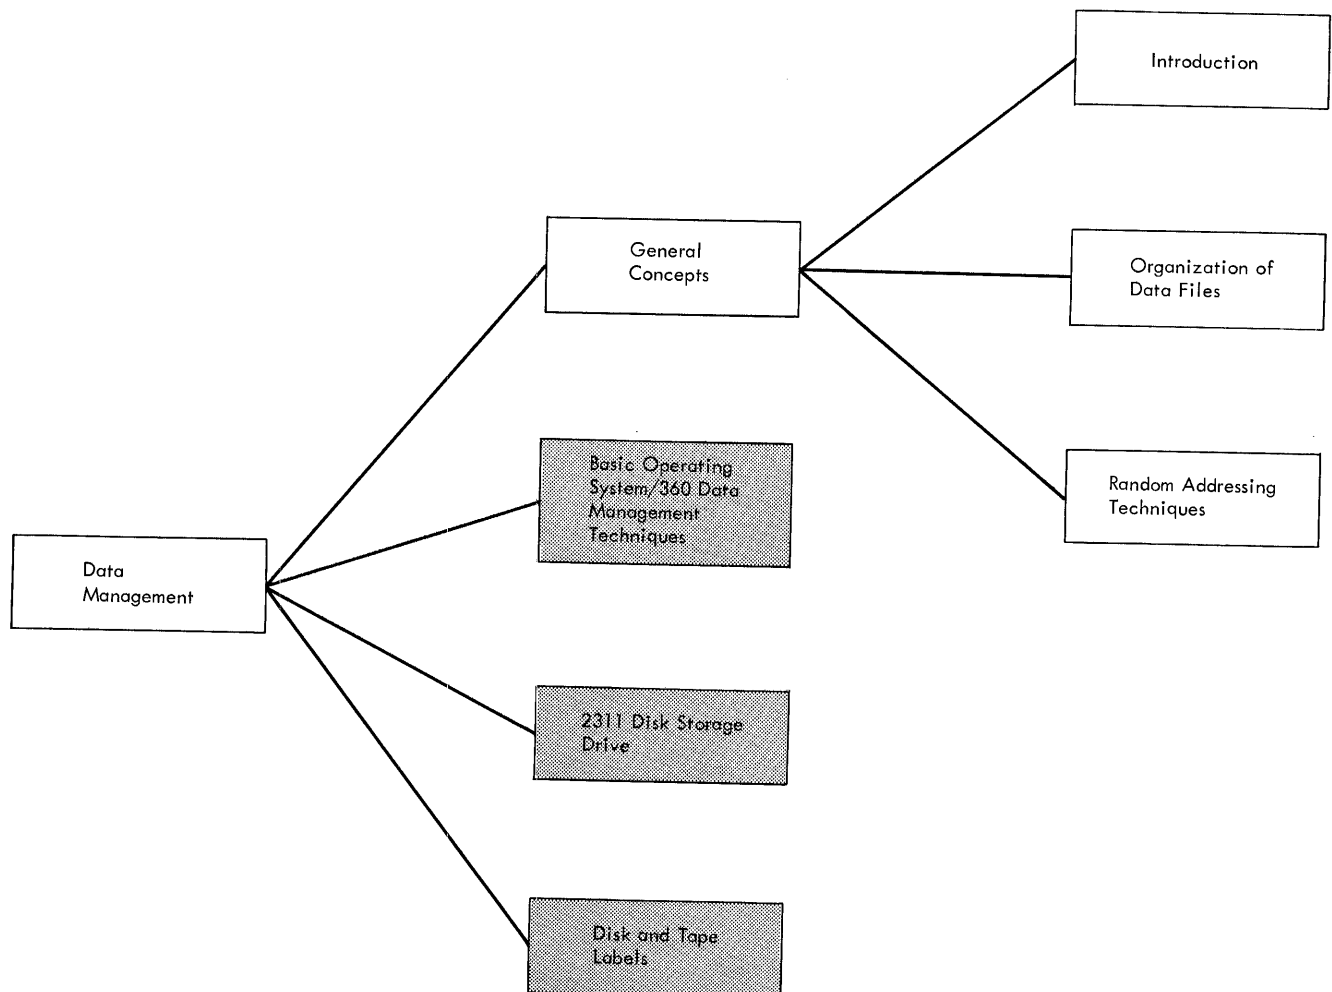 Introduction
General
Concepts
Organization of
Data Files
Basic Operating
System/360 Data
Management
Techniques
Random Addressing
Techniques
Data
Management
2311 Disk Storage
Drive
Disk and Tape
Labels